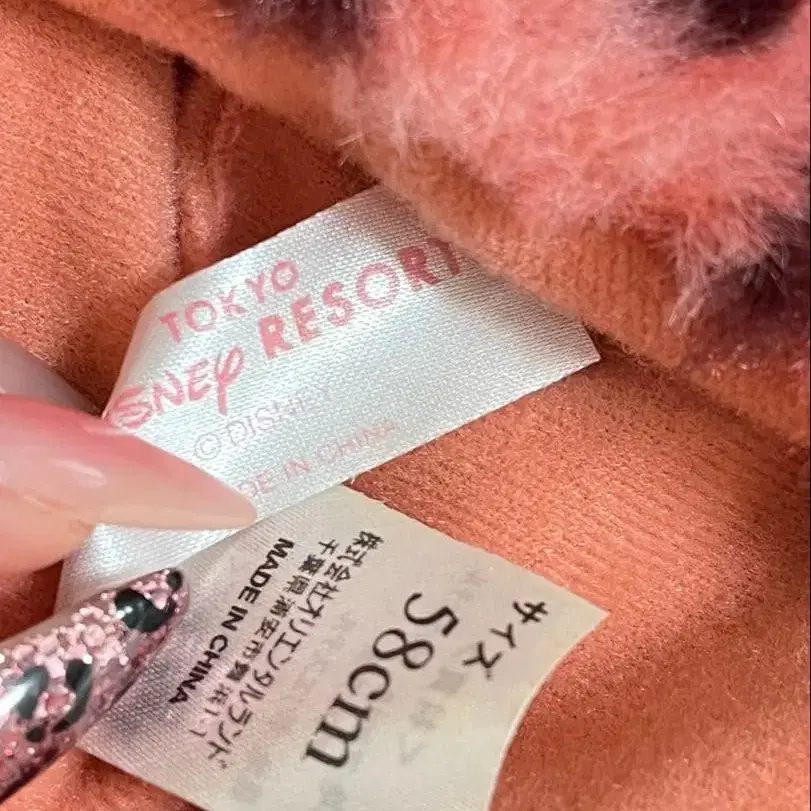 TOKYO
DISNEY RESORT
©DISNEY
MADE IN CHINA
サイズ
58cm
株式会社オリエンタルランド
千葉県浦安市舞浜1-1
MADE IN CHINA